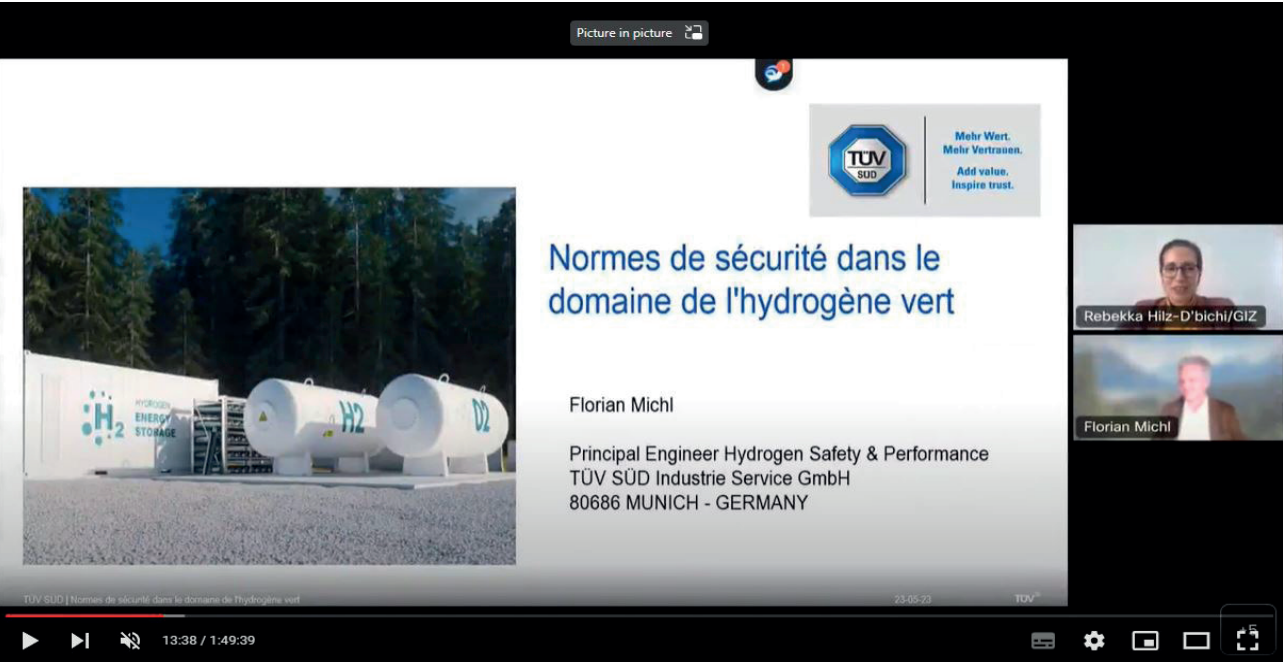 Picture in picture
1
TÜV
SÜD
Mehr Wert.
Mehr Vertrauen.
Add value.
Inspire trust.
Normes de sécurité dans le
domaine de l'hydrogène vert
H2
HYDROGEN
ENERGY
STORAGE
H2
O2
Florian Michl
Principal Engineer Hydrogen Safety & Performance
TÜV SÜD Industrie Service GmbH
80686 MUNICH - GERMANY
Rebekka Hilz-D'bichi/GIZ
Florian Michl
TÜV SÜD | Normes de sécurité dans le domaine de l'hydrogène vert
23-05-23
TÜV
13:38 / 1:49:39